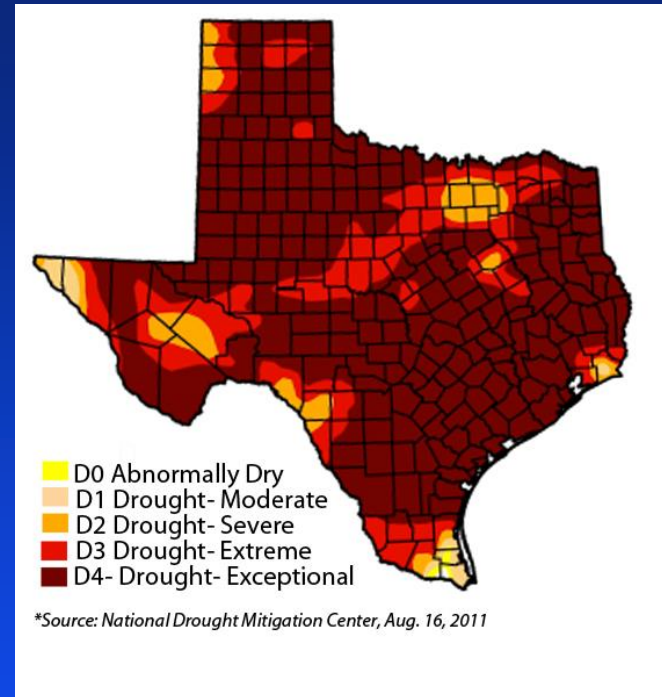 D0 Abnormally Dry
D1 Drought- Moderate
D2 Drought- Severe
D3 Drought- Extreme
D4- Drought- Exceptional
*Source: National Drought Mitigation Center, Aug. 16, 2011